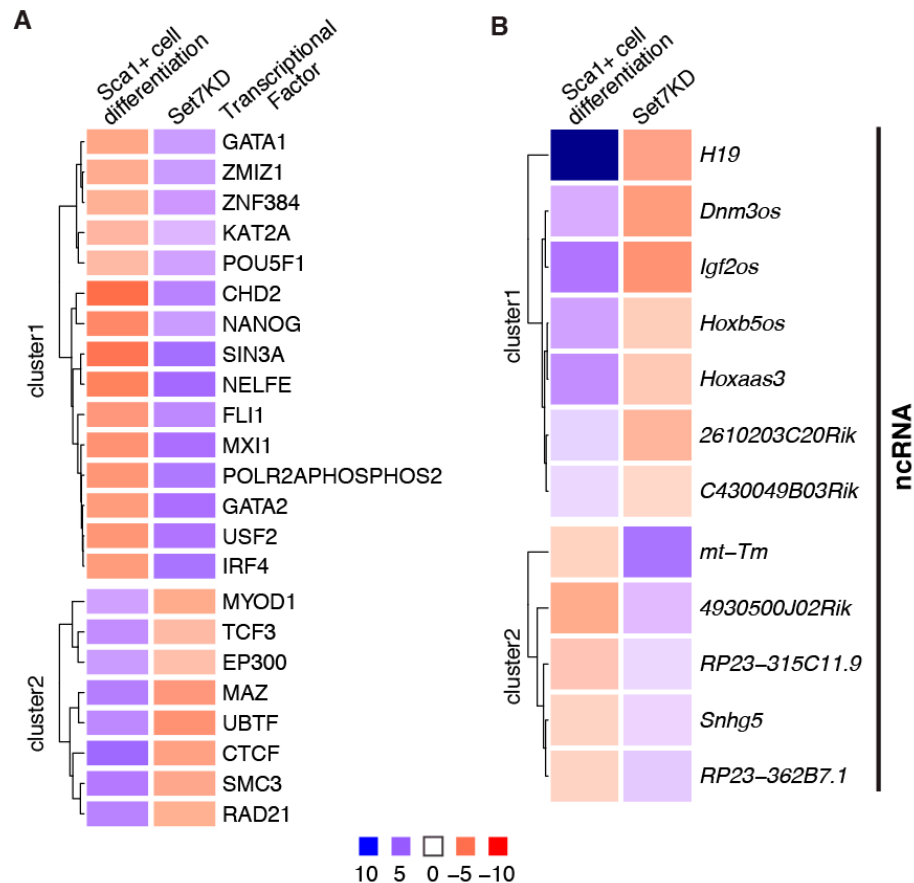 A
Sca1+ cell
differentiation
Set7KD
Transcriptional
Factor
cluster1
GATA1
ZMIZ1
ZNF384
KAT2A
POU5F1
CHD2
NANOG
SIN3A
NELFE
FLI1
MXI1
POLR2APHOSPHOS2
GATA2
USF2
IRF4
cluster2
MYOD1
TCF3
EP300
MAZ
UBTF
CTCF
SMC3
RAD21
B
Sca1+ cell
differentiation
Set7KD
cluster1
H19
Dnm3os
Igf2os
Hoxb5os
Hoxaas3
2610203C20Rik
C430049B03Rik
cluster2
mt−Tm
4930500J02Rik
RP23−315C11.9
Snhg5
RP23−362B7.1
ncRNA
10 5 0 −5 −10